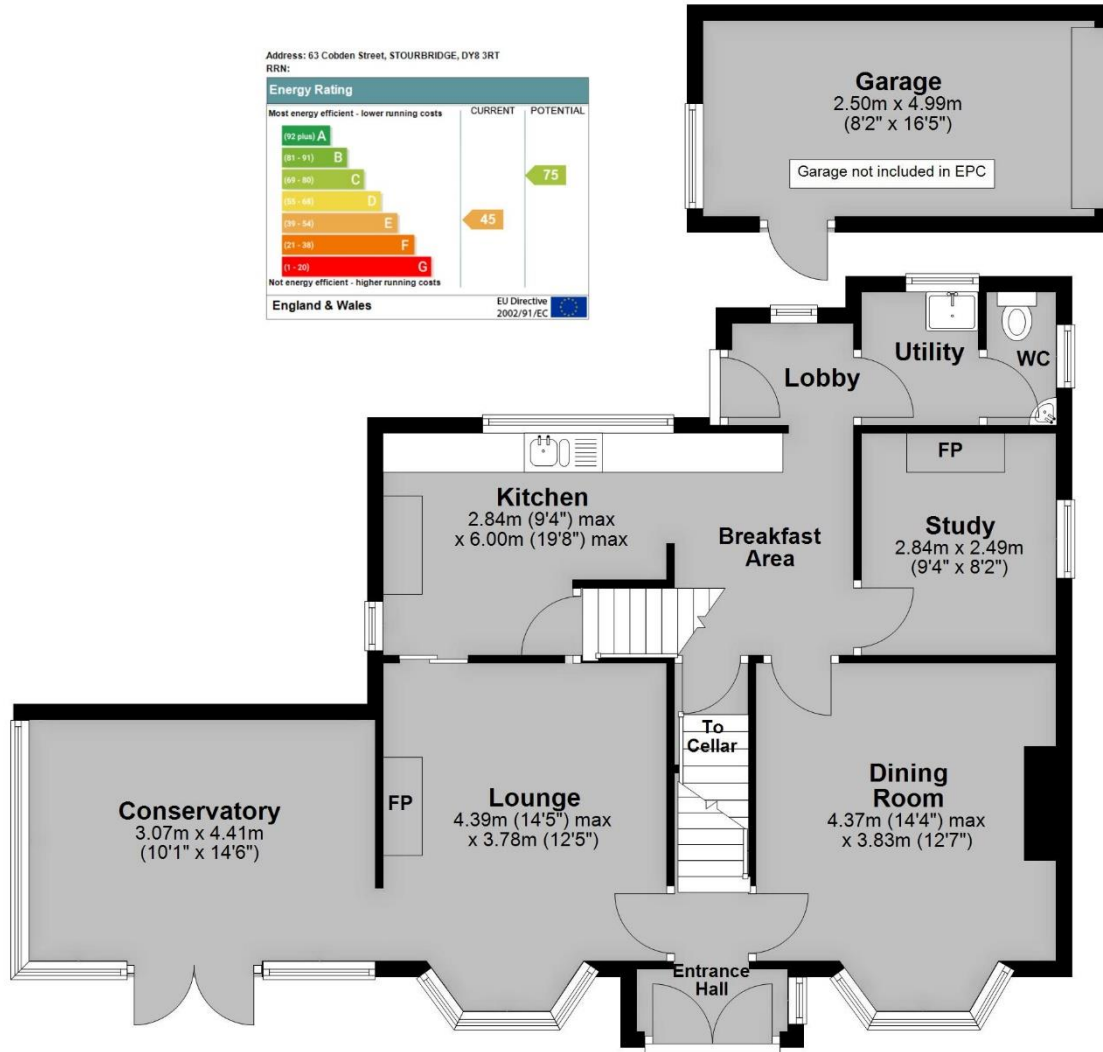 Address: 63 Cobden Street, STOURBRIDGE, DY8 3RT
RRN:
Energy Rating
Most energy efficient - lower running costs
CURRENT
POTENTIAL
(92 plus) A
(81 - 91) B
(69 - 80) C
(55 - 68) D
(39 - 54) E
(21 - 38) F
(1 - 20) G
75
45
Not energy efficient - higher running costs
England & Wales
EU Directive
2002/91/EC
Garage
2.50m x 4.99m
(8'2" x 16'5")
Garage not included in EPC
Utility
WC
Lobby
FP
Kitchen
2.84m (9'4") max
x 6.00m (19'8") max
Breakfast
Area
Study
2.84m x 2.49m
(9'4" x 8'2")
To
Cellar
Conservatory
3.07m x 4.41m
(10'1" x 14'6")
FP
Lounge
4.39m (14'5") max
x 3.78m (12'5")
Dining
Room
4.37m (14'4") max
x 3.83m (12'7")
Entrance
Hall